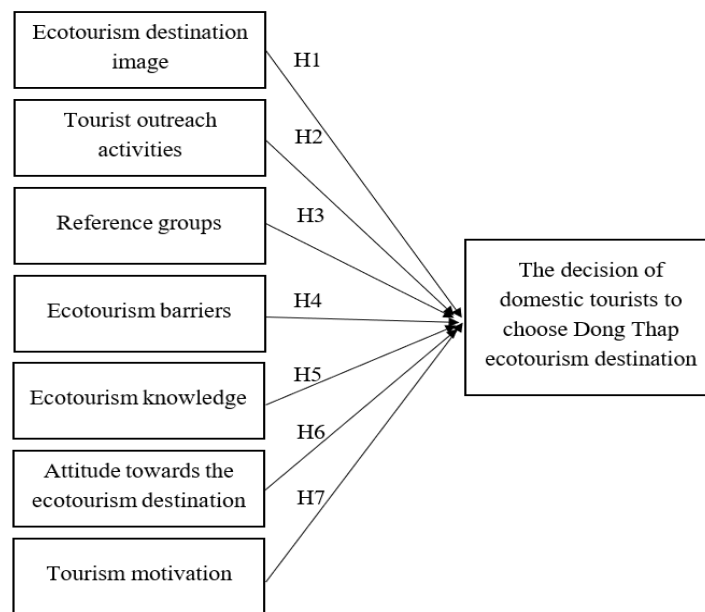 Ecotourism destination
image
H1
Tourist outreach
activities
H2
Reference groups
H3
Ecotourism barriers
H4
Ecotourism knowledge
H5
Attitude towards the
ecotourism destination
H6
Tourism motivation
H7
The decision of
domestic tourists to
choose Dong Thap
ecotourism destination